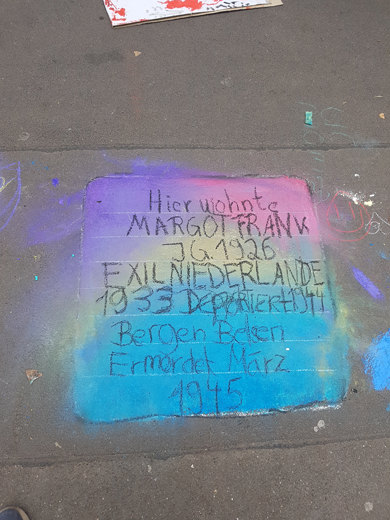 Hier wohnte
MARGOT FRANK
JG. 1926
EXIL NIEDERLANDE
1933 Deportiert 1944
Bergen Belsen
Ermordet März
1945